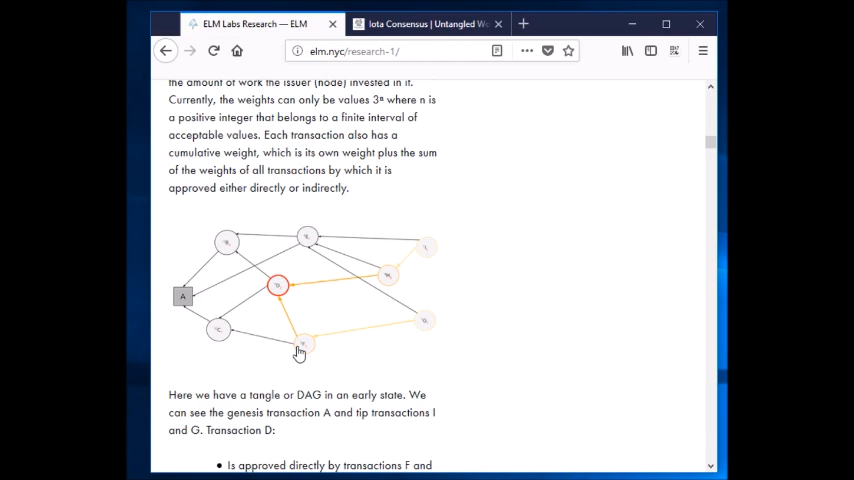 ELM Labs Research — ELM
Iota Consensus | Untangled Wo
elm.nyc/research-1/
the amount of work the issuer (node) invested in it.
Currently, the weights can only be values 3ⁿ where n is
a positive integer that belongs to a finite interval of
acceptable values. Each transaction also has a
cumulative weight, which is its own weight plus the sum
of the weights of all transactions by which it is
approved either directly or indirectly.
A
Here we have a tangle or DAG in an early state. We
can see the genesis transaction A and tip transactions I
and G. Transaction D:
• Is approved directly by transactions F and